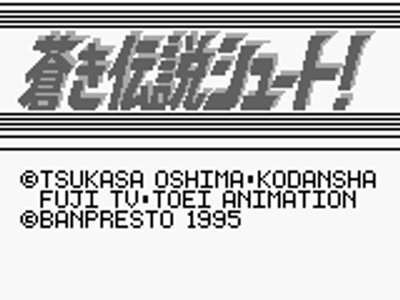 蒼き伝説シュート!
©TSUKASA OSHIMA·KODANSHA
FUJI TV·TOEI ANIMATION
©BANPRESTO 1995